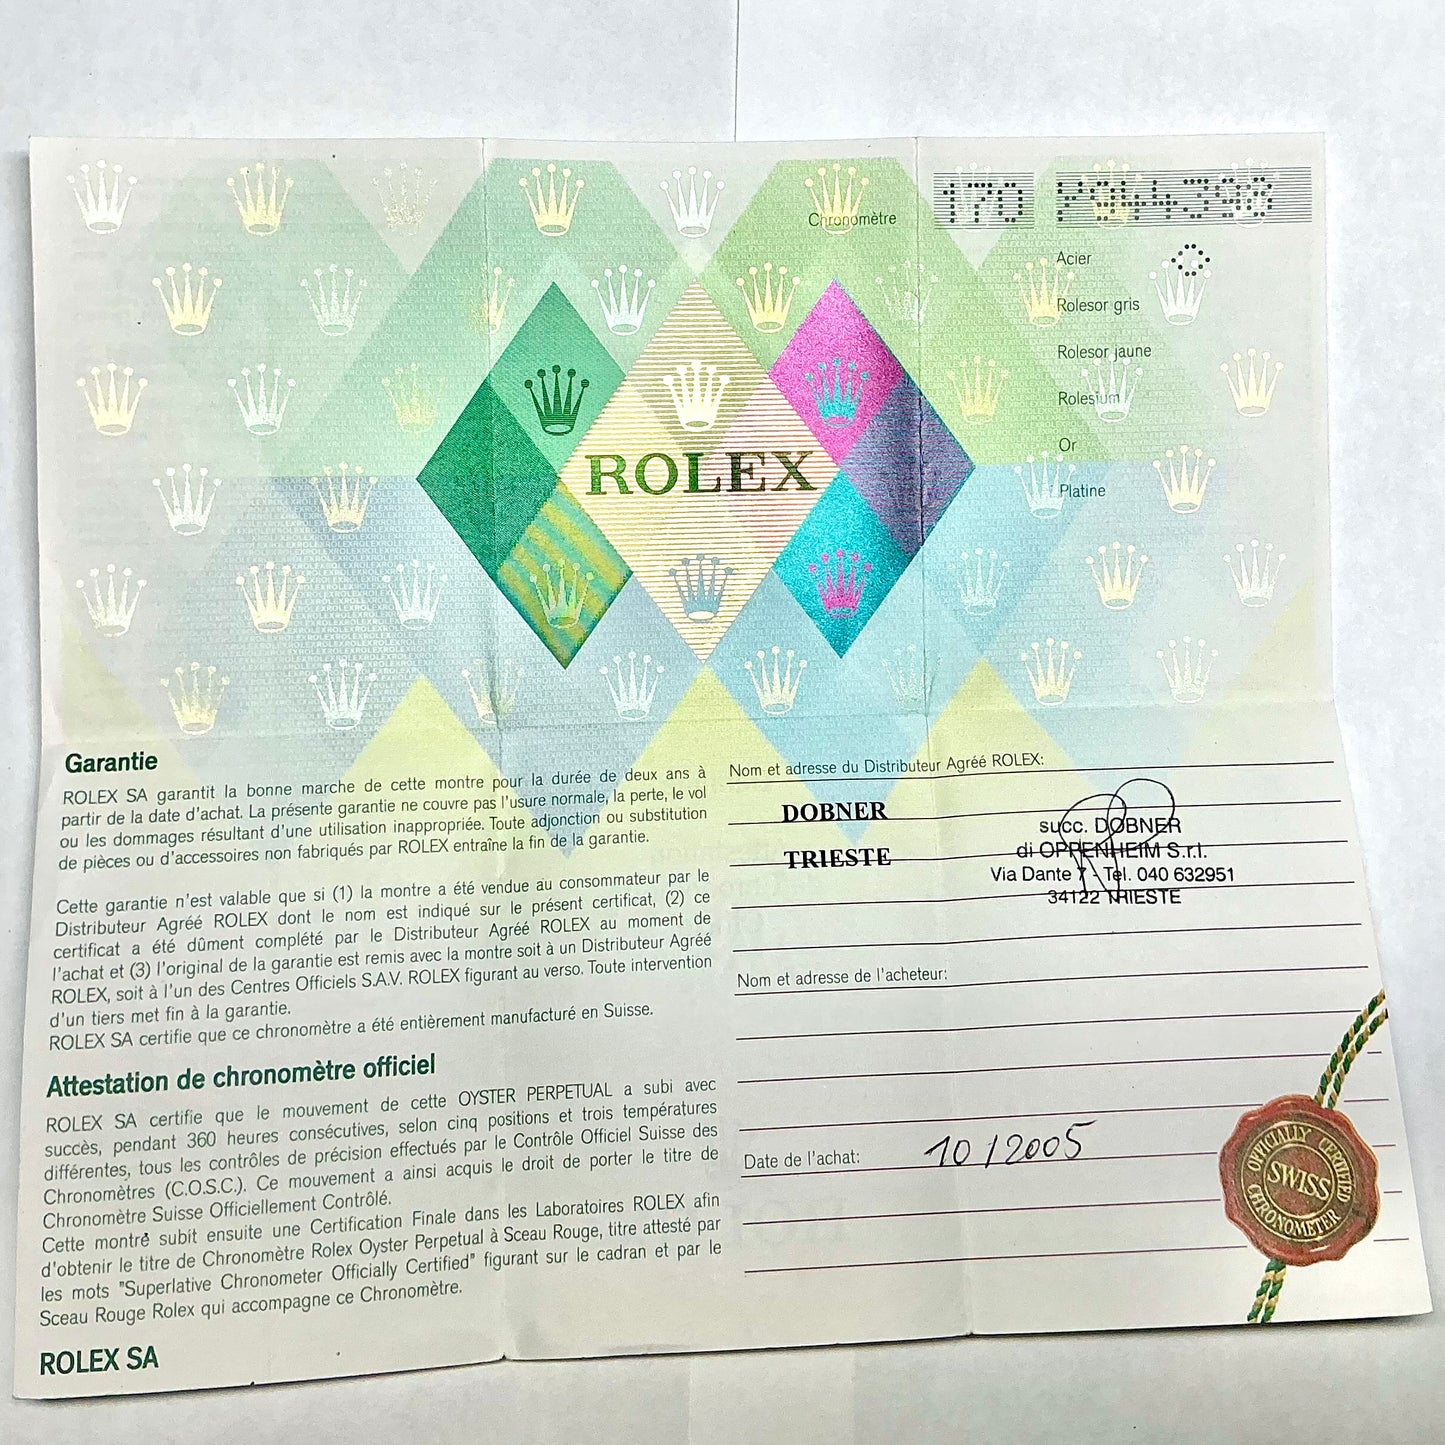 Chronomètre
170
Acier
Rolesor gris
Rolesor jaune
Rolesium
Or
Platine
ROLEX
Garantie
ROLEX SA garantit la bonne marche de cette montre pour la durée de deux ans à
partir de la date d'achat. La présente garantie ne couvre pas l'usure normale, la perte, le vol
ou les dommages résultant d'une utilisation inappropriée. Toute adjonction ou substitution
de pièces ou d'accessoires non fabriqués par ROLEX entraîne la fin de la garantie.
Cette garantie n'est valable que si (1) la montre a été vendue au consommateur par le
Distributeur Agréé ROLEX dont le nom est indiqué sur le présent certificat, (2) ce
certificat a été dûment complété par le Distributeur Agréé ROLEX au moment de
l'achat et (3) l'original de la garantie est remis avec la montre soit à un Distributeur Agréé
ROLEX, soit à l'un des Centres Officiels S.A.V. ROLEX figurant au verso. Toute intervention
d'un tiers met fin à la garantie.
ROLEX SA certifie que ce chronomètre a été entièrement manufacturé en Suisse.
Attestation de chronomètre officiel
ROLEX SA certifie que le mouvement de cette OYSTER PERPETUAL a subi avec
succès, pendant 360 heures consécutives, selon cinq positions et trois températures
différentes, tous les contrôles de précision effectués par le Contrôle Officiel Suisse des
Chronomètres (C.O.S.C.). Ce mouvement a ainsi acquis le droit de porter le titre de
Chronomètre Suisse Officiellement Contrôlé.
Cette montre subit ensuite une Certification Finale dans les Laboratoires ROLEX afin
d'obtenir le titre de Chronomètre Rolex Oyster Perpetual à Sceau Rouge, titre attesté par
les mots "Superlative Chronometer Officially Certified" figurant sur le cadran et par le
Sceau Rouge Rolex qui accompagne ce Chronomètre.
ROLEX SA
Nom et adresse du Distributeur Agréé ROLEX:
DOBNER
TRIESTE
succ. DOBNER
di OPPENHEIM S.r.l.
Via Dante 7 - Tel. 040 632951
34122 TRIESTE
Nom et adresse de l'acheteur:
Date de l'achat: 10/2005
OFFICIALLY CERTIFIED
SWISS
CHRONOMETER